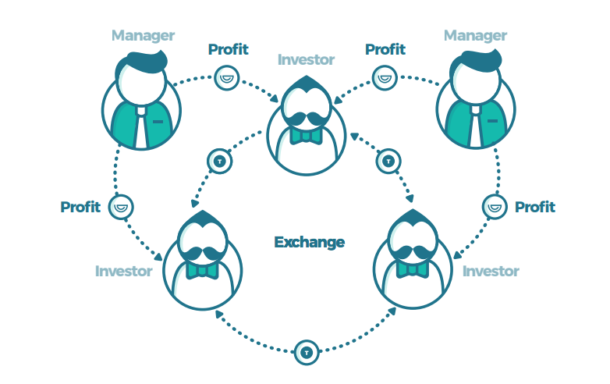 Manager
Manager
Profit
Profit
Investor
Profit
Profit
Exchange
Investor
Investor
T
T
T